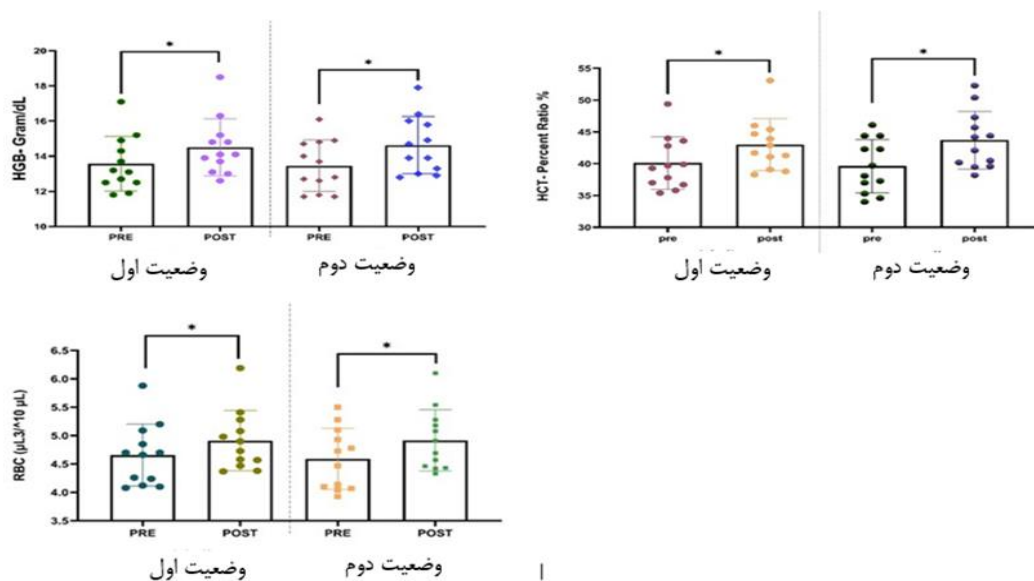 *
*
HGB- Gram/dL
20
18
16
14
12
10
PRE
POST
PRE
POST
وضعیت اول
وضعیت دوم
*
*
HCT- Percent Ratio %
55
50
45
40
35
30
pre
post
pre
post
وضعیت اول
وضعیت دوم
*
*
RBC (µL3/^10 µL)
6.5
6.0
5.5
5.0
4.5
4.0
3.5
PRE
POST
PRE
POST
وضعیت اول
وضعیت دوم